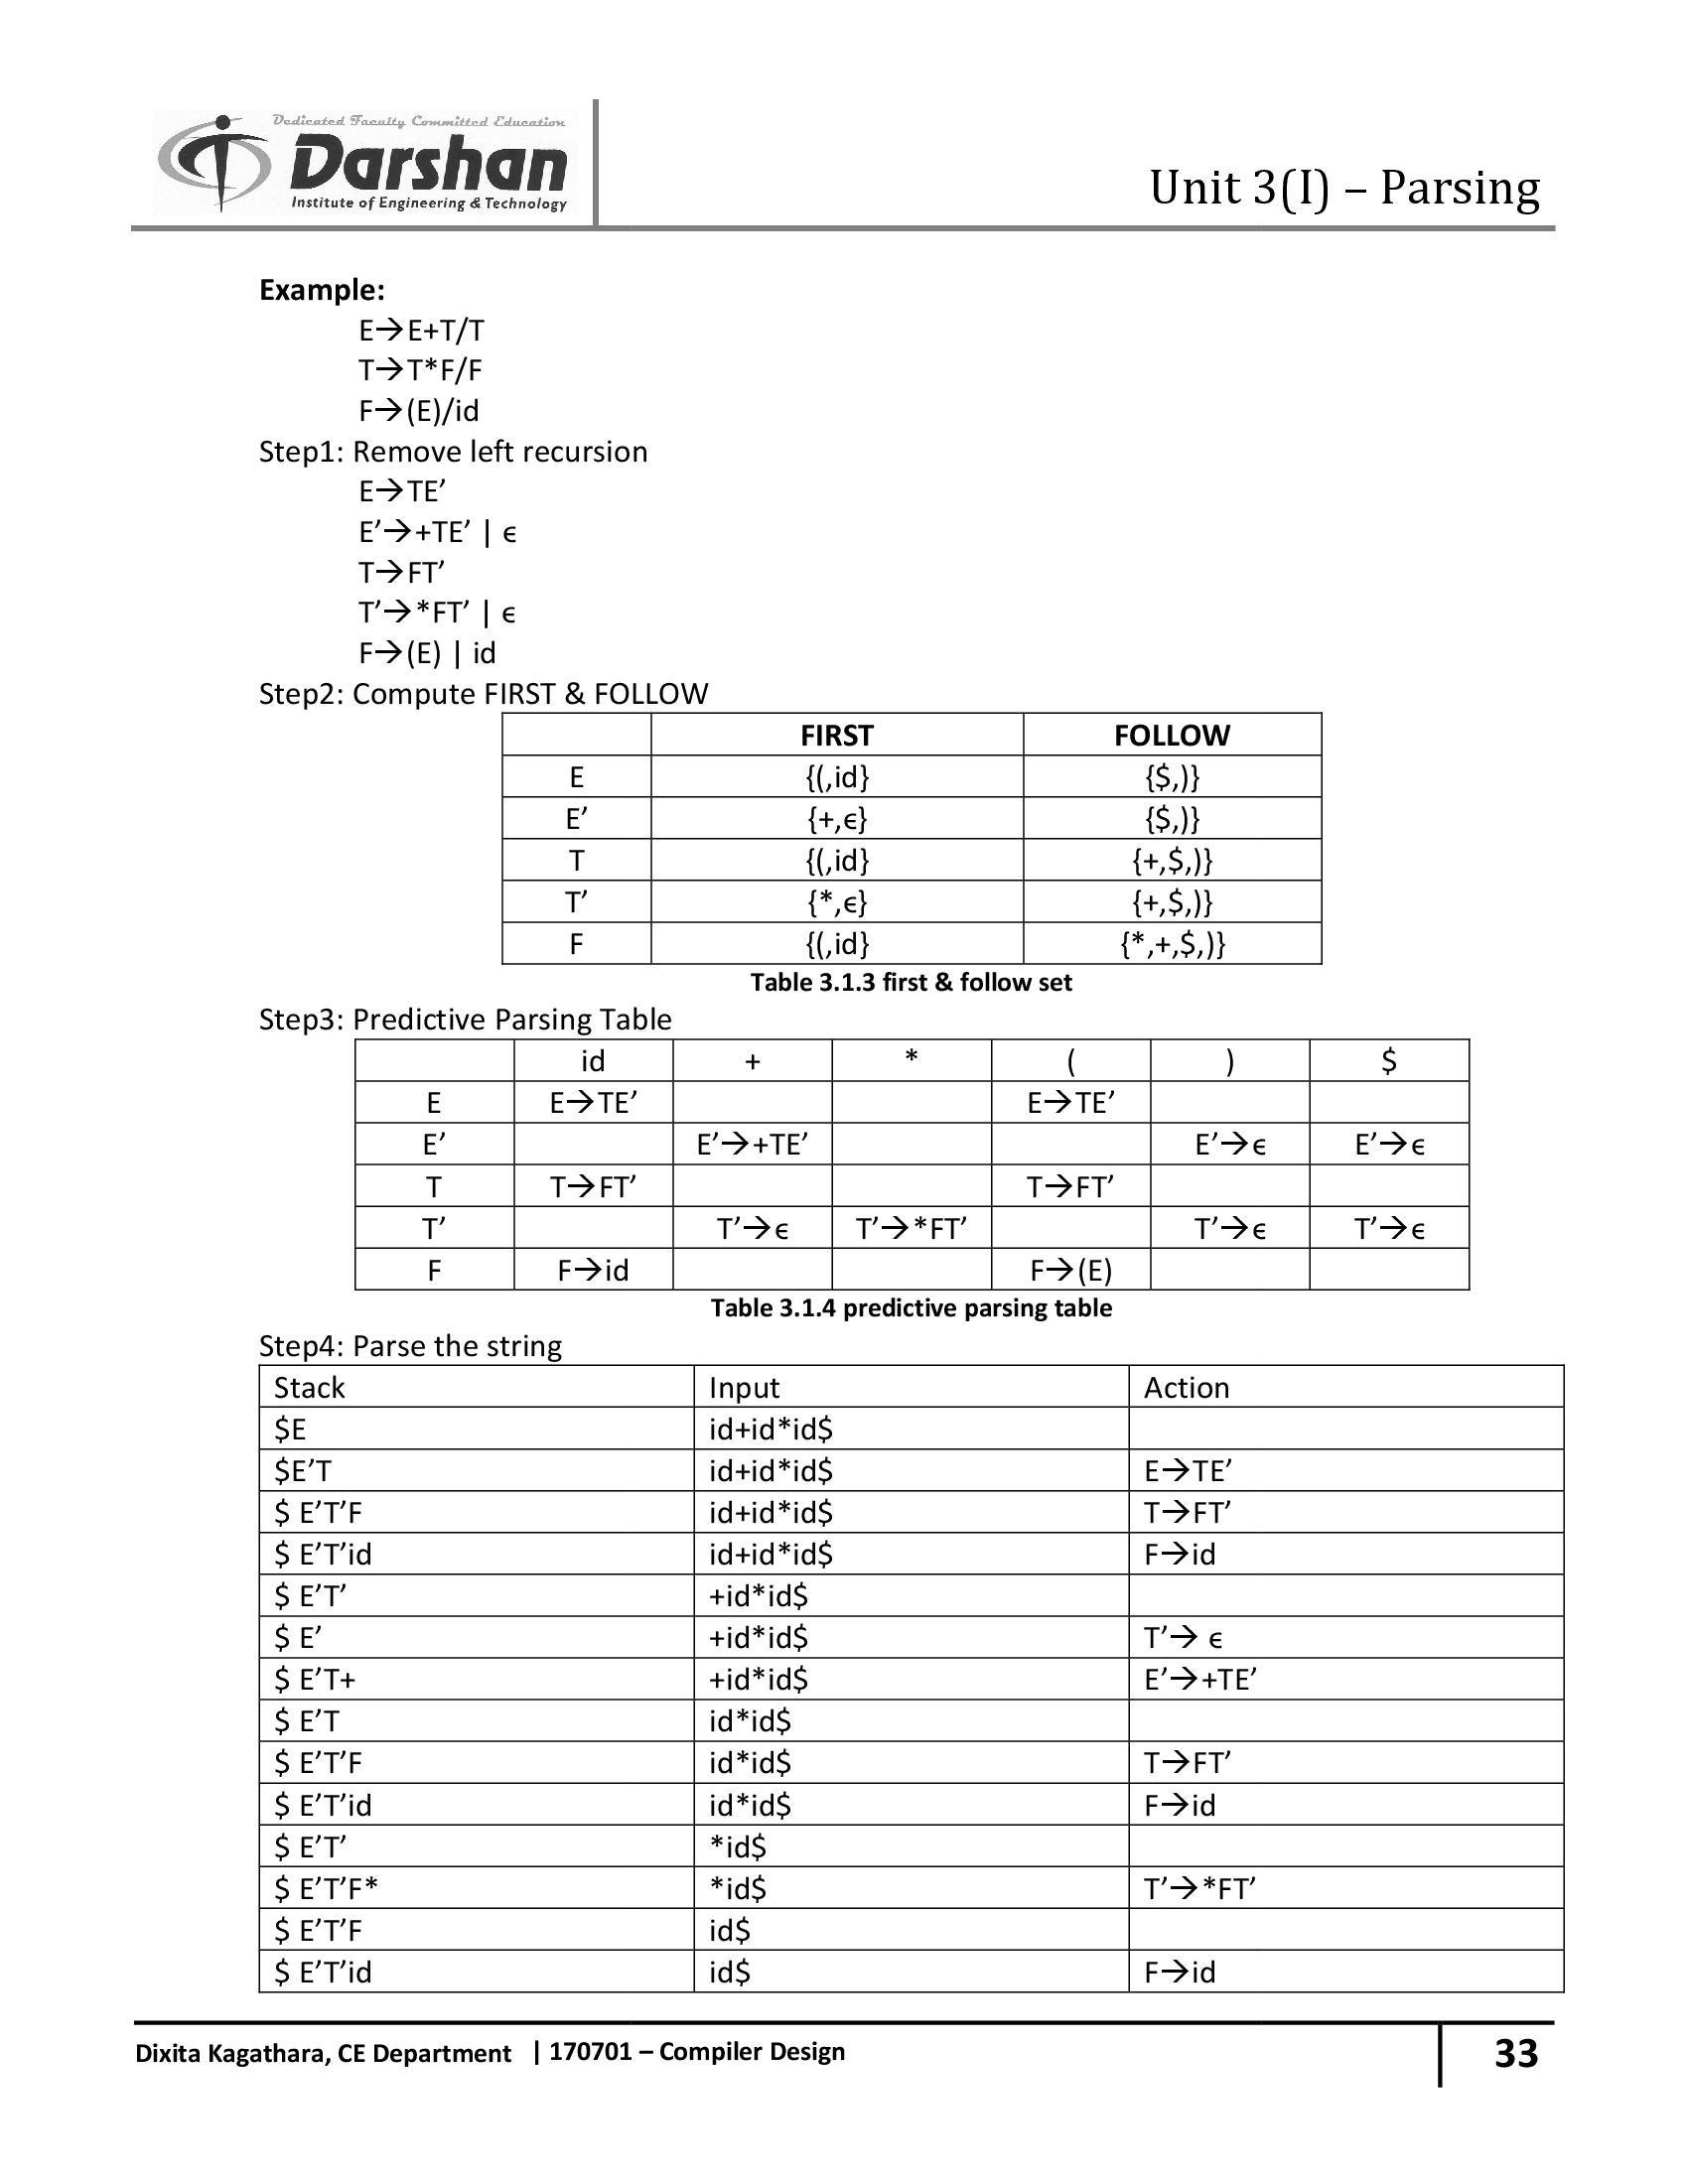 Dedicated Faculty Committed Education
Darshan
Institute of Engineering & Technology
Unit 3(I) – Parsing
Example:
E→E+T/T
T→T*F/F
F→(E)/id
Step1: Remove left recursion
E→TE’
E’→+TE’ | ϵ
T→FT’
T’→*FT’ | ϵ
F→(E) | id
Step2: Compute FIRST & FOLLOW
FIRST FOLLOW
E {(,id} {$,)}
E’ {+,ϵ} {$,)}
T {(,id} {+,$,)}
T’ {*,ϵ} {+,$,)}
F {(,id} {*,+,$,)}
Table 3.1.3 first & follow set
Step3: Predictive Parsing Table
id + * ( ) $
E E→TE’ E→TE’
E’ E’→+TE’ E’→ϵ E’→ϵ
T T→FT’ T→FT’
T’ T’→ϵ T’→*FT’ T’→ϵ T’→ϵ
F F→id F→(E)
Table 3.1.4 predictive parsing table
Step4: Parse the string
Stack Input Action
$E id+id*id$
$E’T id+id*id$ E→TE’
$ E’T’F id+id*id$ T→FT’
$ E’T’id id+id*id$ F→id
$ E’T’ +id*id$
$ E’ +id*id$ T’→ ϵ
$ E’T+ +id*id$ E’→+TE’
$ E’T id*id$
$ E’T’F id*id$ T→FT’
$ E’T’id id*id$ F→id
$ E’T’ *id$
$ E’T’F* *id$ T’→*FT’
$ E’T’F id$
$ E’T’id id$ F→id
Dixita Kagathara, CE Department | 170701 – Compiler Design 33